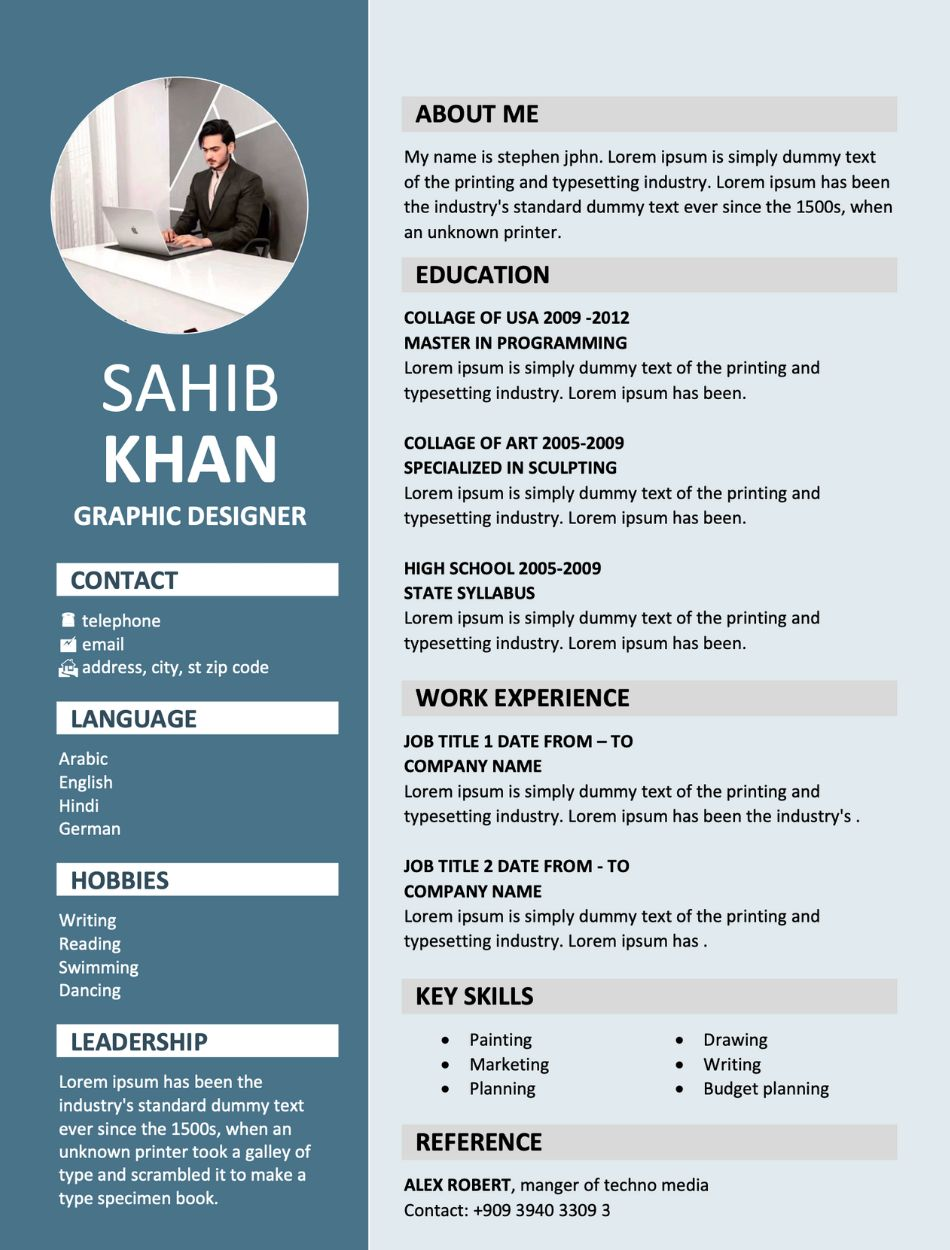 SAHIB
KHAN
GRAPHIC DESIGNER
CONTACT
telephone
email
address, city, st zip code
LANGUAGE
Arabic
English
Hindi
German
HOBBIES
Writing
Reading
Swimming
Dancing
LEADERSHIP
Lorem ipsum has been the
industry's standard dummy text
ever since the 1500s, when an
unknown printer took a galley of
type and scrambled it to make a
type specimen book.
ABOUT ME
My name is stephen jphn. Lorem ipsum is simply dummy text
of the printing and typesetting industry. Lorem ipsum has been
the industry's standard dummy text ever since the 1500s, when
an unknown printer.
EDUCATION
COLLAGE OF USA 2009 -2012
MASTER IN PROGRAMMING
Lorem ipsum is simply dummy text of the printing and
typesetting industry. Lorem ipsum has been.
COLLAGE OF ART 2005-2009
SPECIALIZED IN SCULPTING
Lorem ipsum is simply dummy text of the printing and
typesetting industry. Lorem ipsum has been.
HIGH SCHOOL 2005-2009
STATE SYLLABUS
Lorem ipsum is simply dummy text of the printing and
typesetting industry. Lorem ipsum has been.
WORK EXPERIENCE
JOB TITLE 1 DATE FROM – TO
COMPANY NAME
Lorem ipsum is simply dummy text of the printing and
typesetting industry. Lorem ipsum has been the industry's .
JOB TITLE 2 DATE FROM - TO
COMPANY NAME
Lorem ipsum is simply dummy text of the printing and
typesetting industry. Lorem ipsum has .
KEY SKILLS
• Painting
• Marketing
• Planning
• Drawing
• Writing
• Budget planning
REFERENCE
ALEX ROBERT, manger of techno media
Contact: +909 3940 3309 3